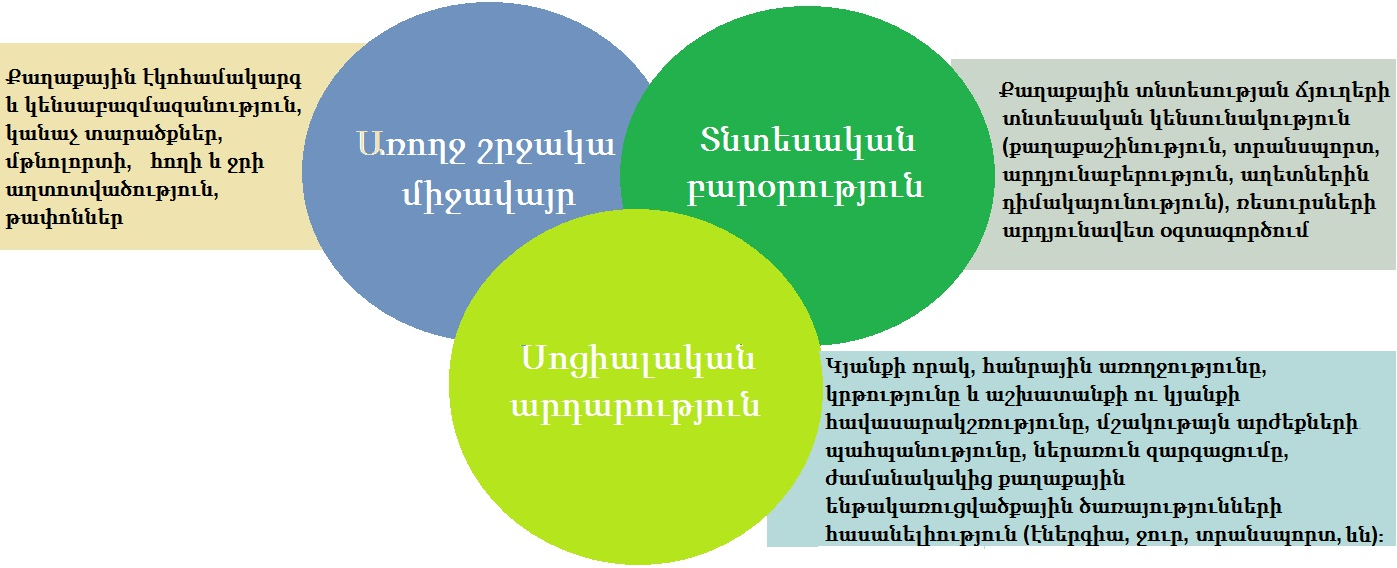 Քաղաքային էկոհամակարգ
և կենսաբազմազանություն,
կանաչ տարածքներ,
մթնոլորտի, հողի և ջրի
աղտոտվածություն,
թափոններ
Առողջ շրջակա
միջավայր
Տնտեսական
բարօրություն
Քաղաքային տնտեսության ճյուղերի
տնտեսական կենսունակություն
(քաղաքաշինություն, տրանսպորտ,
արդյունաբերություն, աղետներին
դիմակայունություն), ռեսուրսների
արդյունավետ օգտագործում
Սոցիալական
արդարություն
Կյանքի որակ, հանրային առողջությունը,
կրթությունը և աշխատանքի ու կյանքի
հավասարակշռությունը, մշակութայն արժեքների
պահպանությունը, ներառուն զարգացումը,
ժամանակակից քաղաքային
ենթակառուցվածքային ծառայությունների
հասանելիություն (էներգիա, ջուր, տրանսպորտ, ևն)։